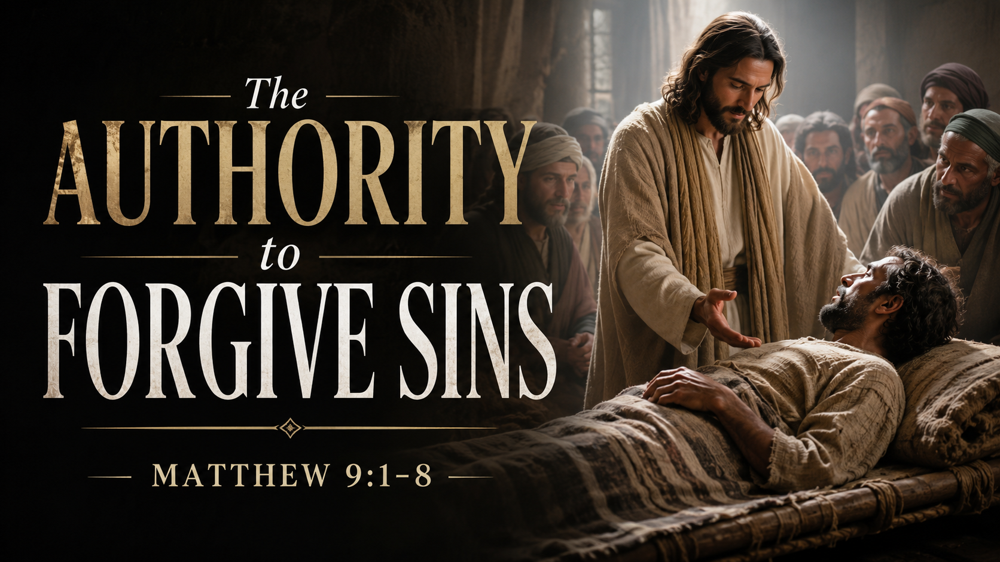 The
AUTHORITY
to
FORGIVE SINS
MATTHEW 9:1-8